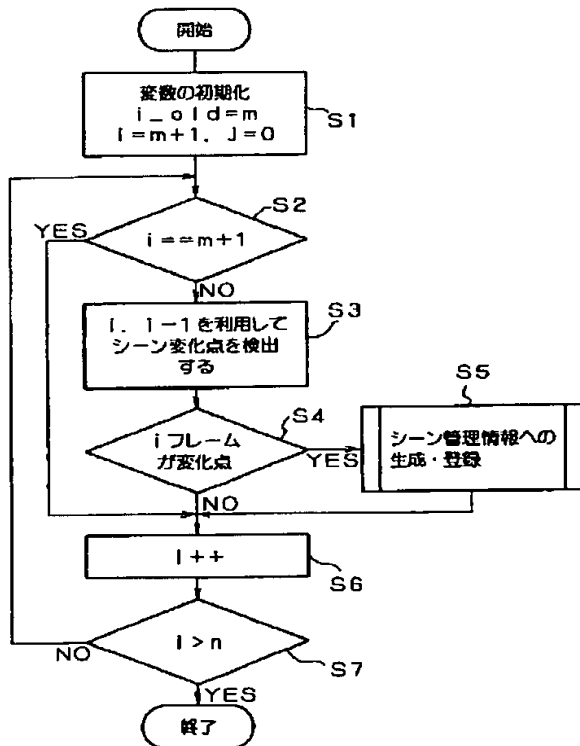 開始
変数の初期化
i_old=m
i=m+1, J=0
S1
S2
YES
i==m+1
NO
i, i-1を利用して
シーン変化点を検出
する
S3
S4
iフレーム
が変化点
YES
NO
S5
シーン管理情報への
生成・登録
i++
S6
i>n
NO
S7
YES
終了